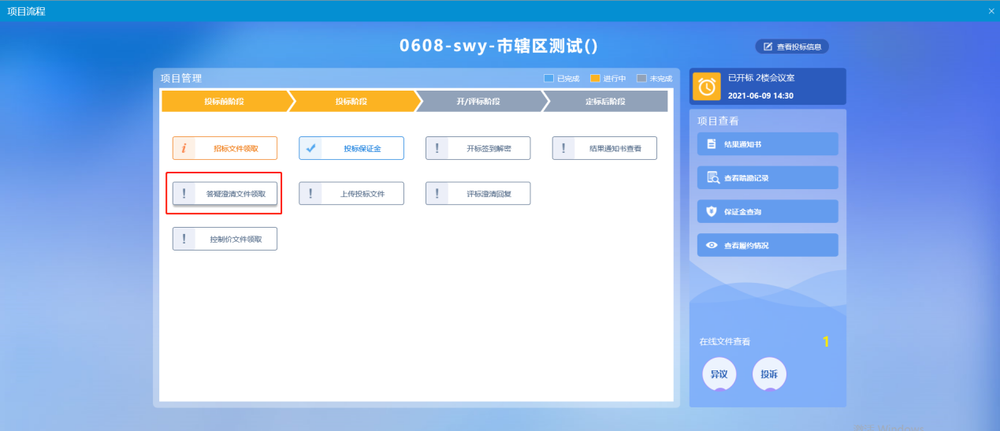 项目流程
0608-swy-市辖区测试()
查看投标信息
项目管理
已完成
进行中
未完成
投标前阶段
投标阶段
开/评标阶段
定标后阶段
招标文件领取
投标保证金
开标签到解密
结果通知书查看
答疑澄清文件领取
上传投标文件
评标澄清回复
控制价文件领取
已开标 2楼会议室
2021-06-09 14:30
项目查看
结果通知书
查看踏勘记录
保证金查询
查看履约情况
在线文件查看
1
异议
投诉